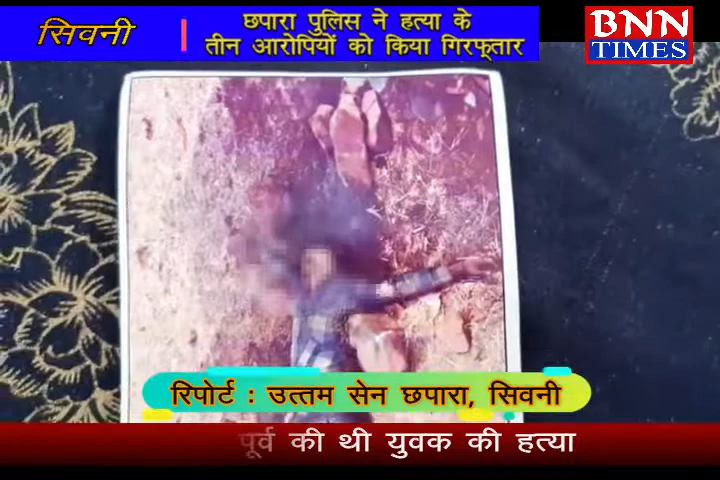 सिवनी
छपारा पुलिस ने हत्या के
तीन आरोपियों को किया गिरफ्तार
BNN
TIMES
रिपोर्ट : उत्तम सेन छपारा, सिवनी
पूर्व की थी युवक की हत्या